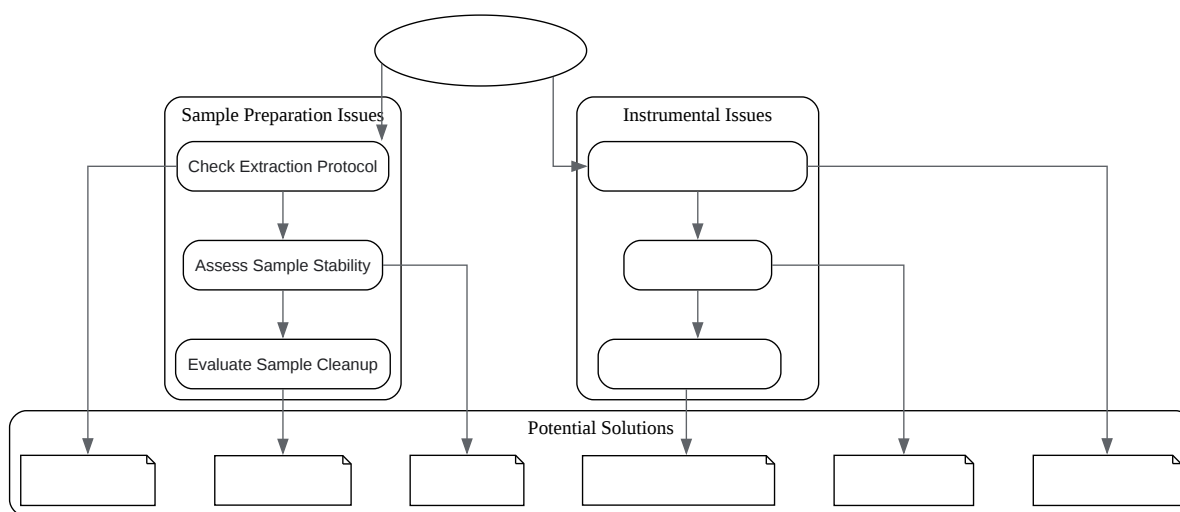 Sample Preparation Issues
Instrumental Issues
Check Extraction Protocol
Assess Sample Stability
Evaluate Sample Cleanup
Potential Solutions